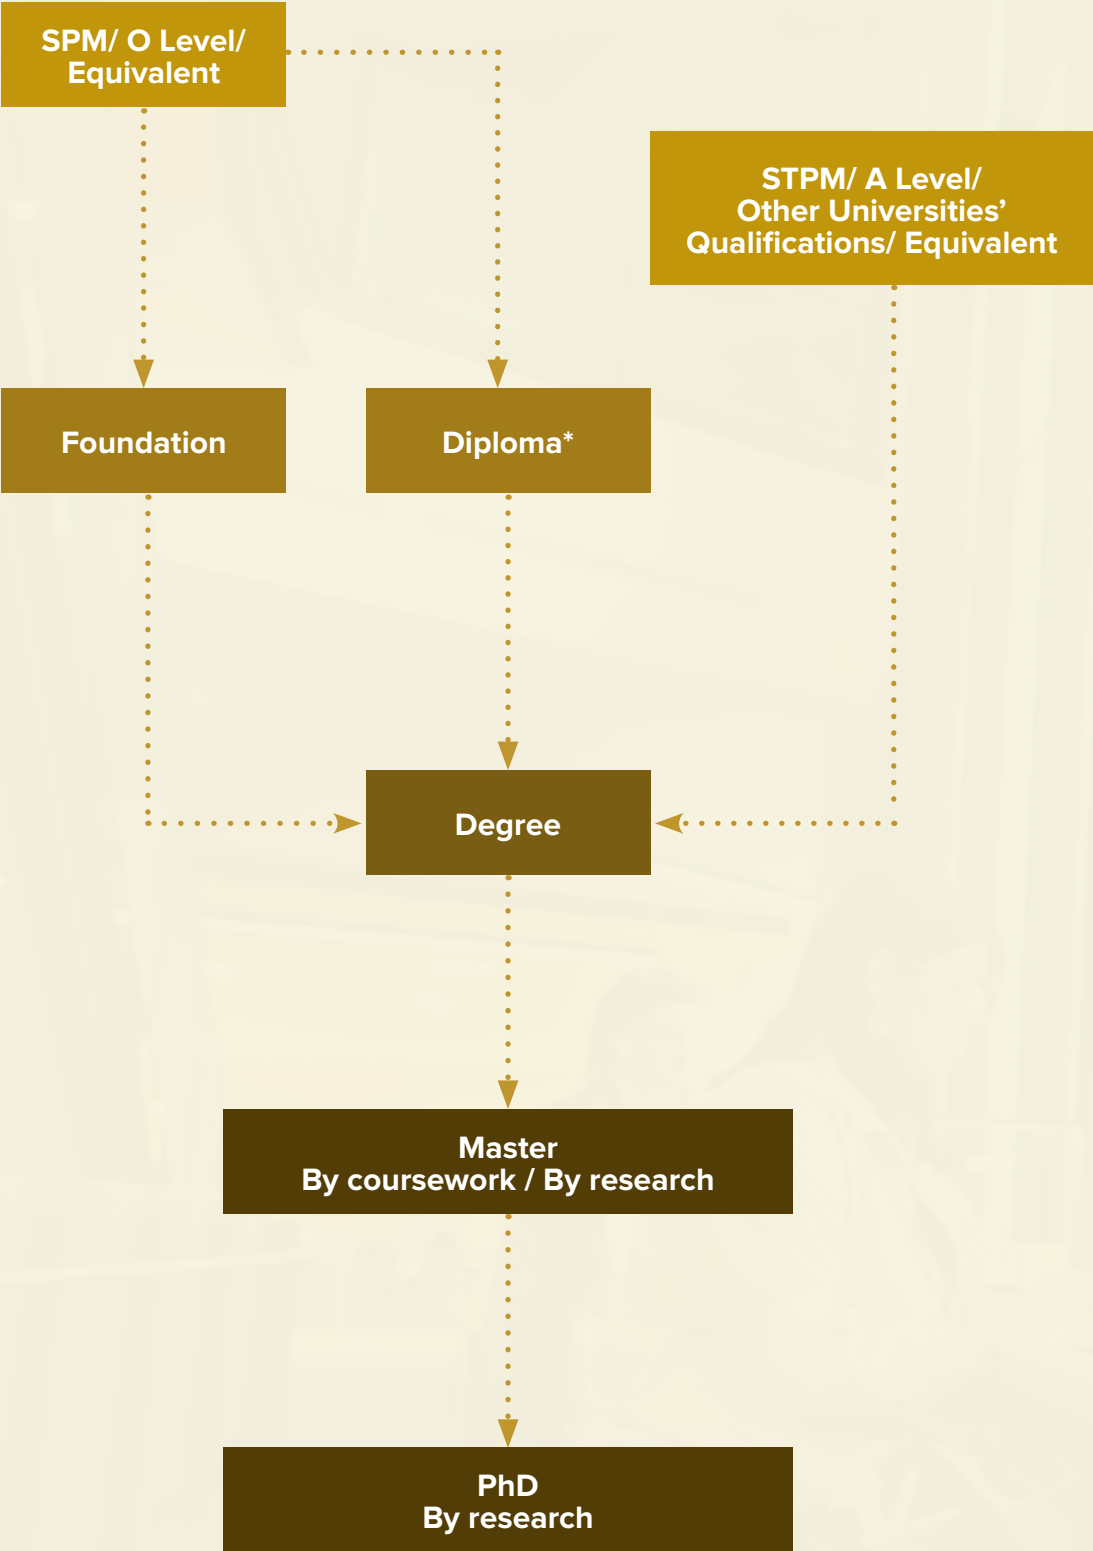 SPM/ O Level/
Equivalent
STPM/ A Level/
Other Universities’
Qualifications/ Equivalent
Foundation
Diploma*
Degree
Master
By coursework / By research
PhD
By research